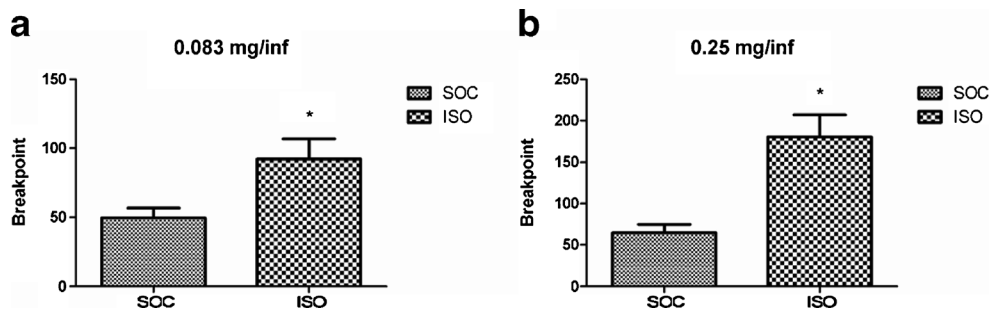 a
0.083 mg/inf
150
100
50
0
Breakpoint
*
SOC
ISO
SOC
ISO
b
0.25 mg/inf
250
200
150
100
50
0
Breakpoint
*
SOC
ISO
SOC
ISO